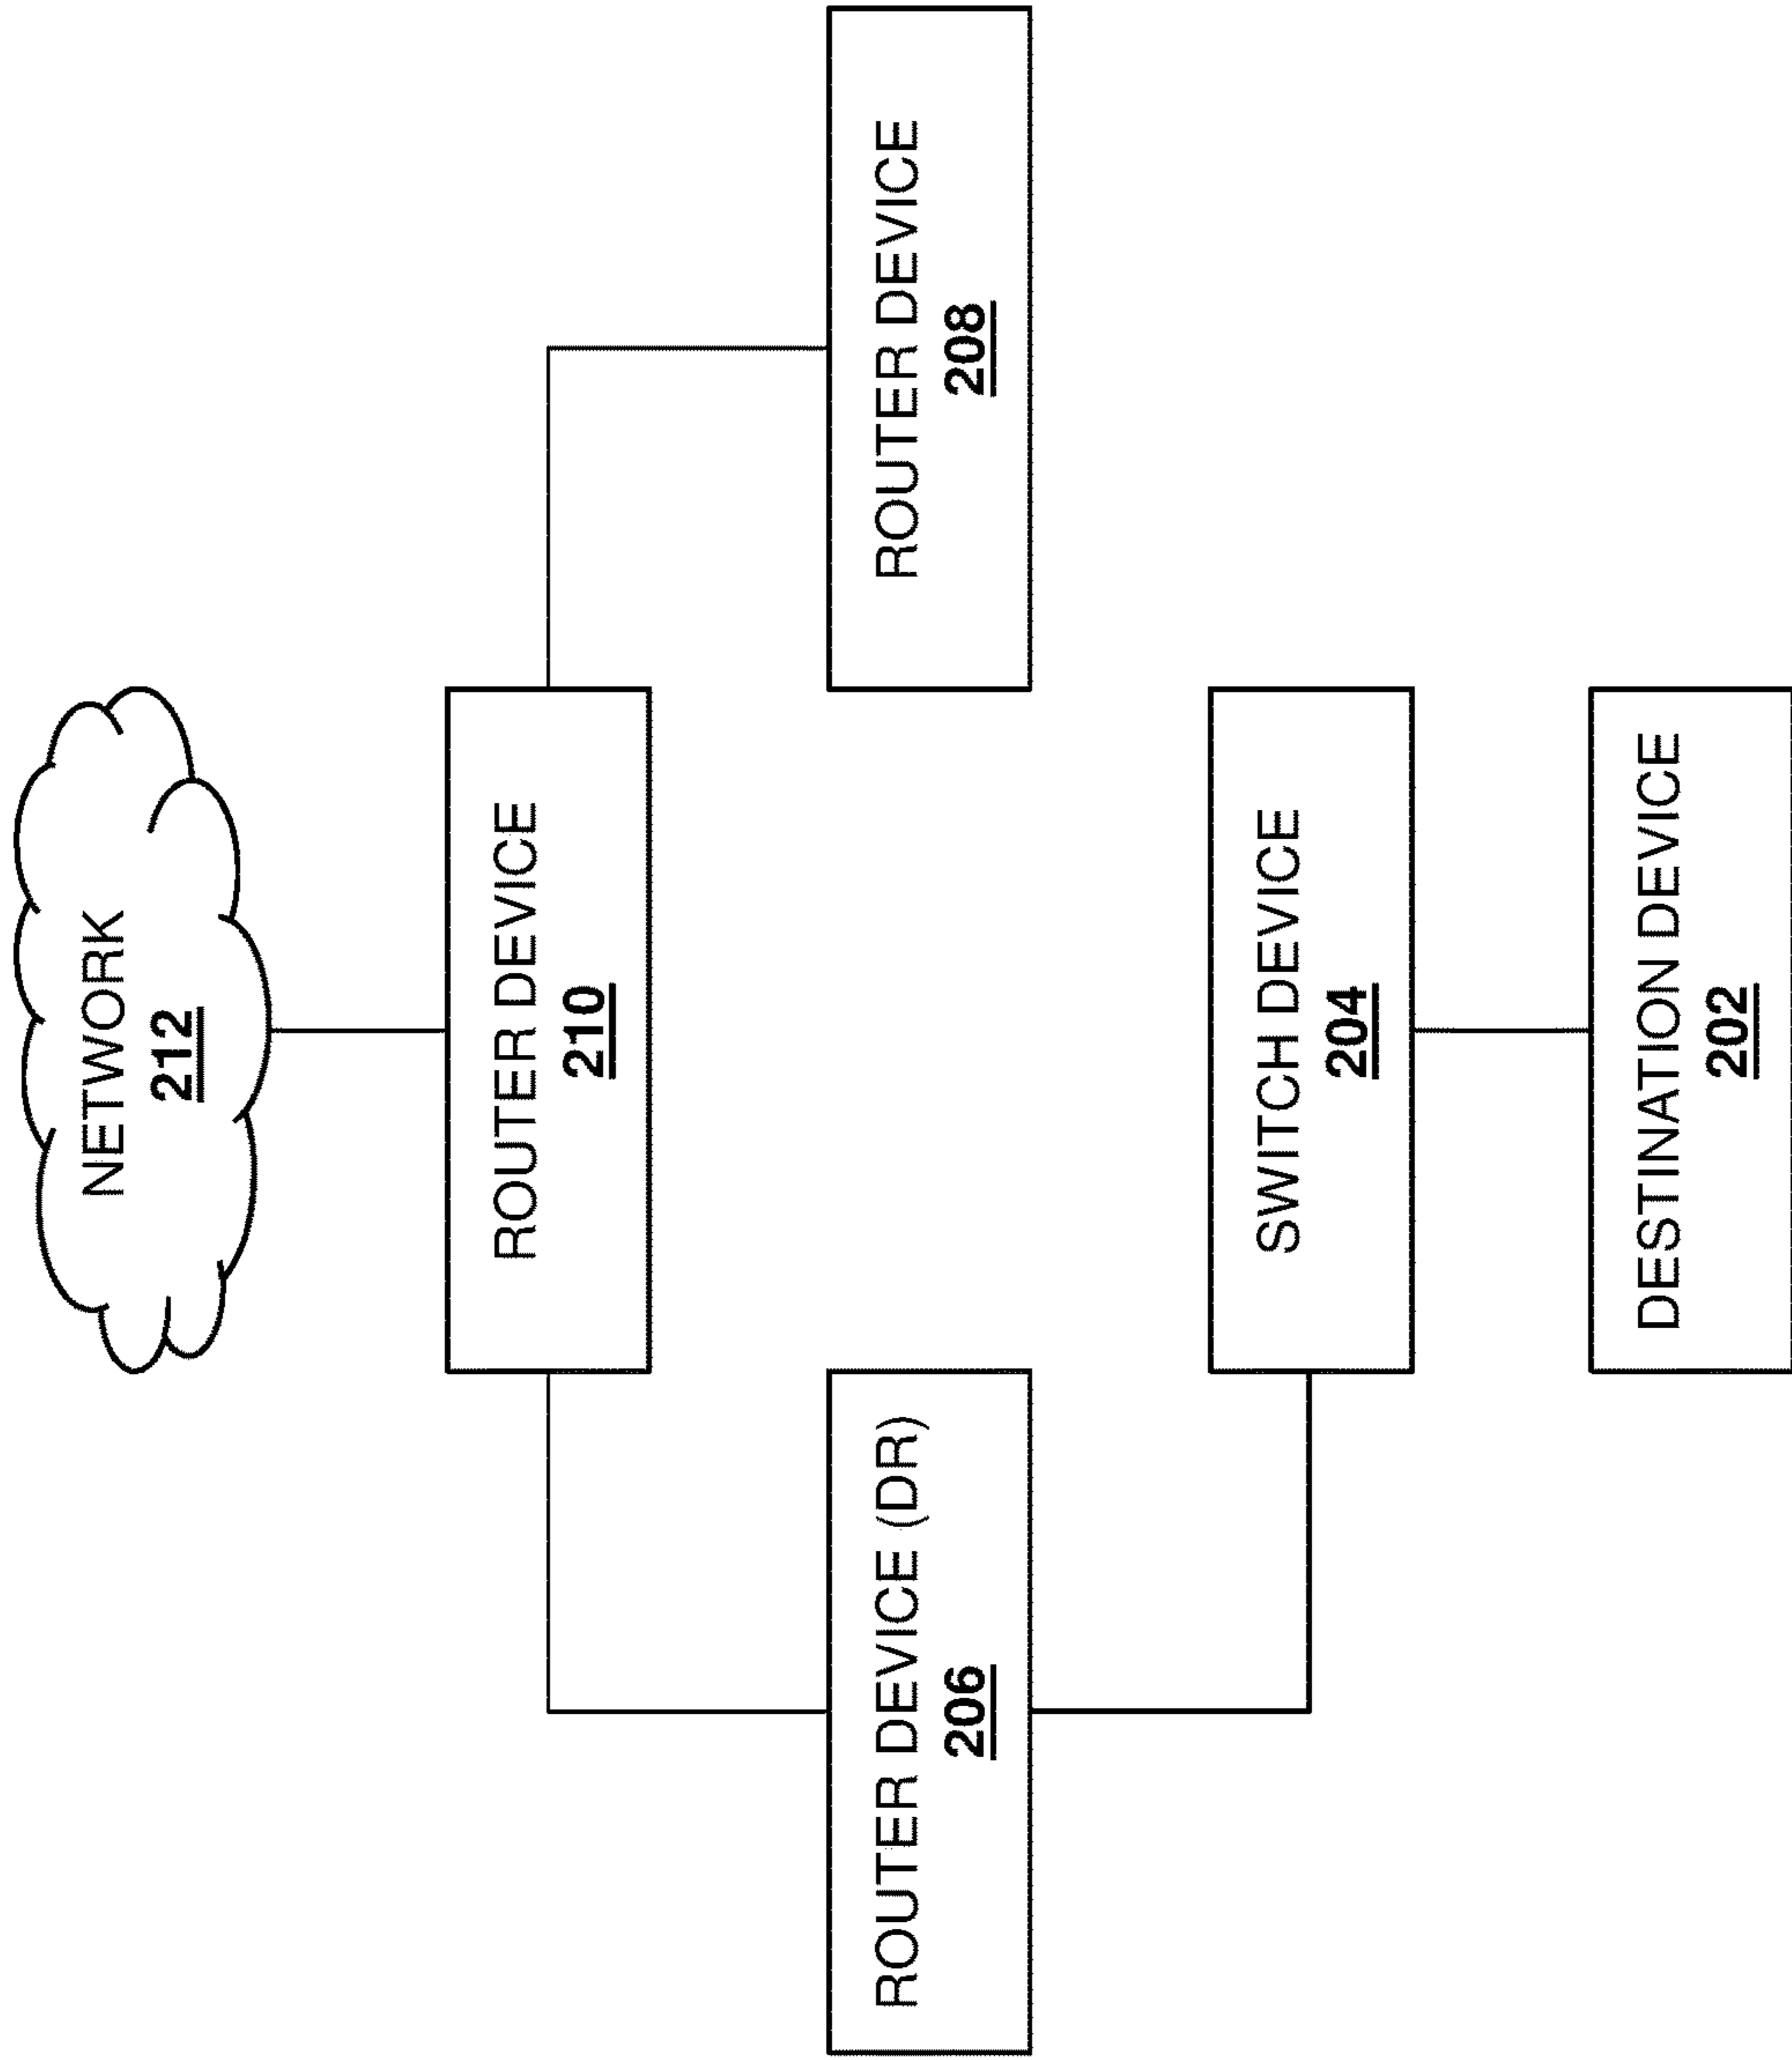 NETWORK
212
ROUTER DEVICE
210
ROUTER DEVICE (DR)
206
ROUTER DEVICE
208
SWITCH DEVICE
204
DESTINATION DEVICE
202